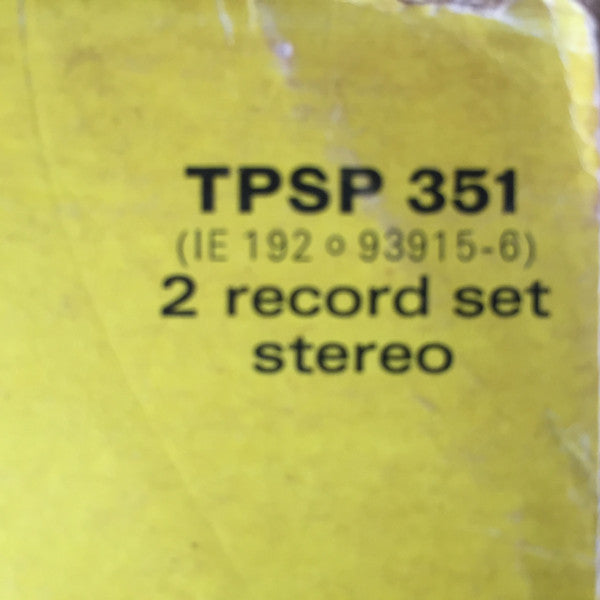 TPSP 351
(IE 192 o 93915-6)
2 record set
stereo